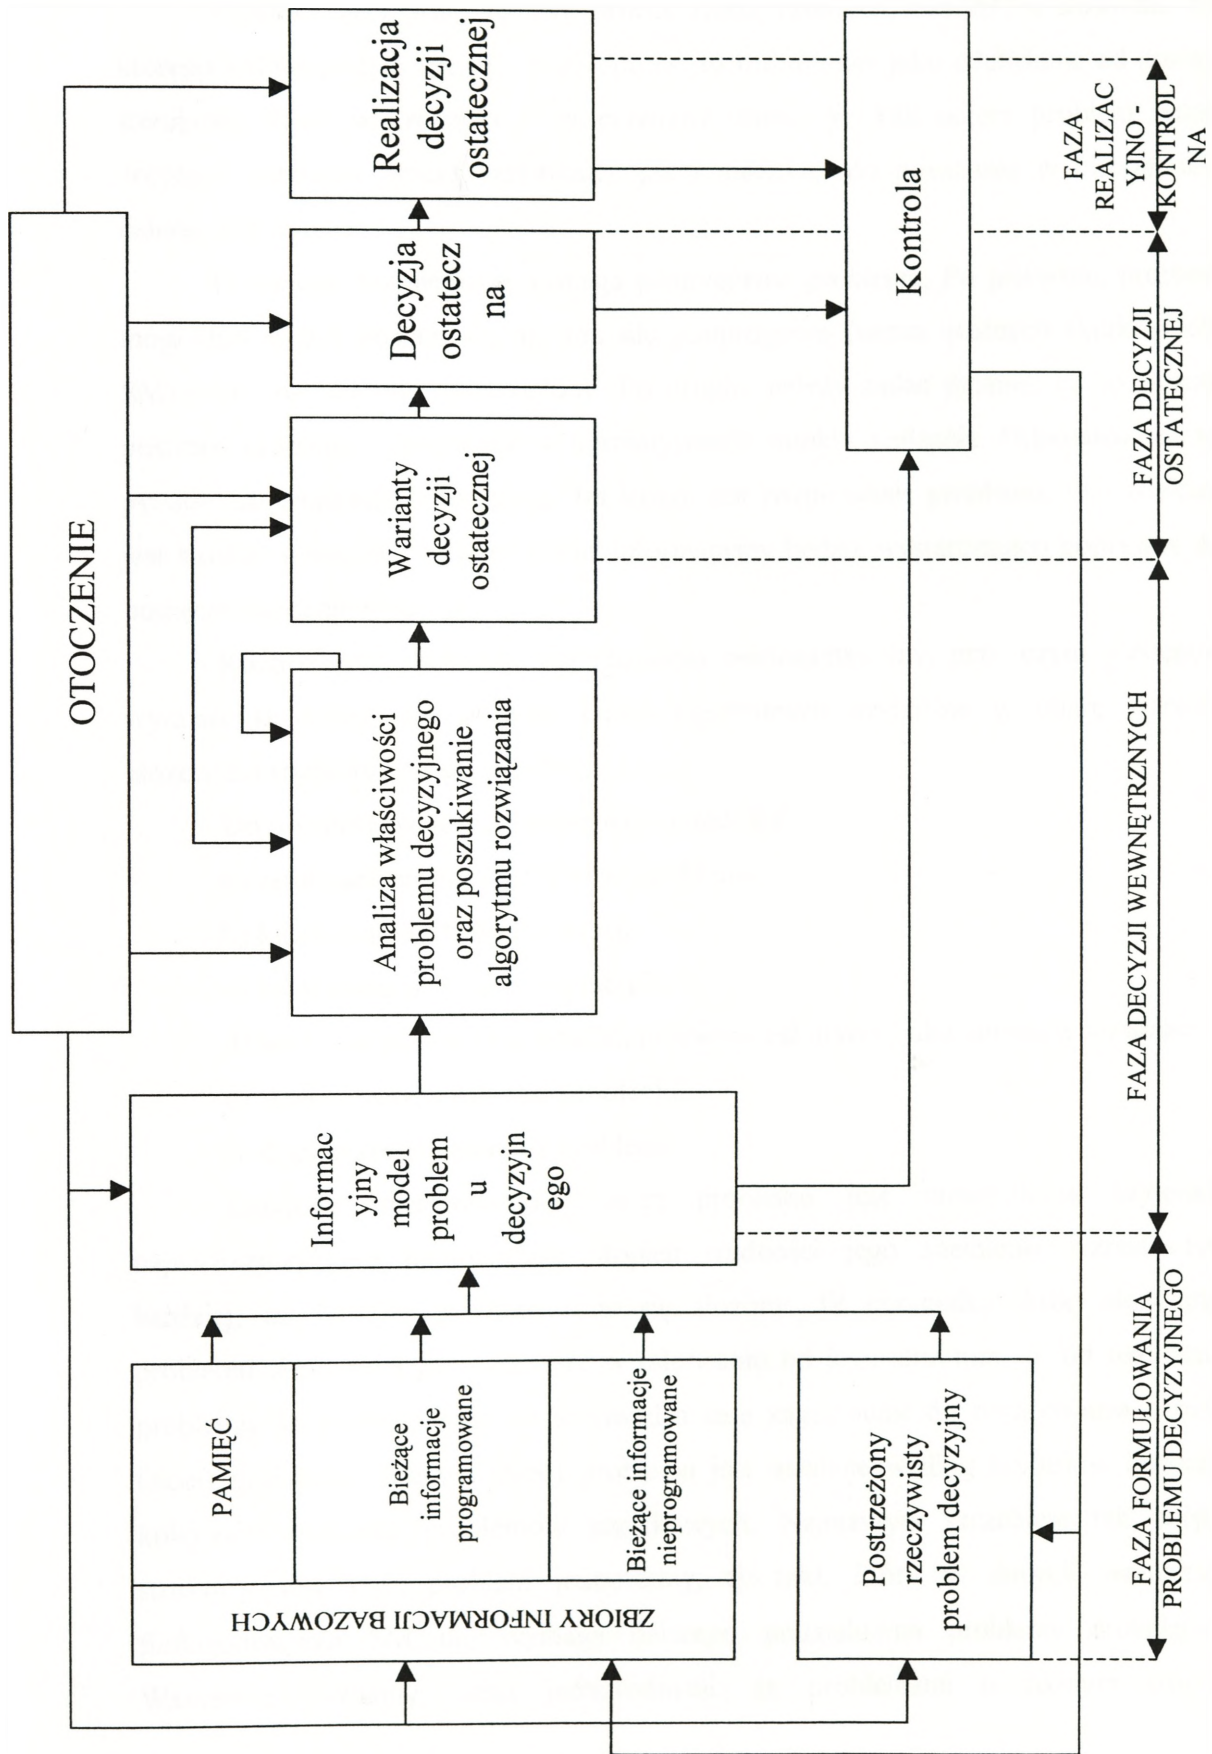 OTOCZENIE
ZBIORY INFORMACJI BAZOWYCH
PAMIĘĆ
Bieżące
informacje
programowane
Bieżące informacje
nieprogramowane
Postrzeżony
rzeczywisty
problem decyzyjny
Informac
yjny
model
problem
u
decyzyjn
ego
Analiza właściwości
problemu decyzyjnego
oraz poszukiwanie
algorytmu rozwiązania
Warianty
decyzji
ostatecznej
Decyzja
ostatecz
na
Realizacja
decyzji
ostatecznej
Kontrola
FAZA FORMUŁOWANIA
PROBLEMU DECYZYJNEGO
FAZA DECYZJI WEWNĘTRZNYCH
FAZA DECYZJI
OSTATECZNEJ
FAZA
REALIZAC
YJNO -
KONTROL
NA